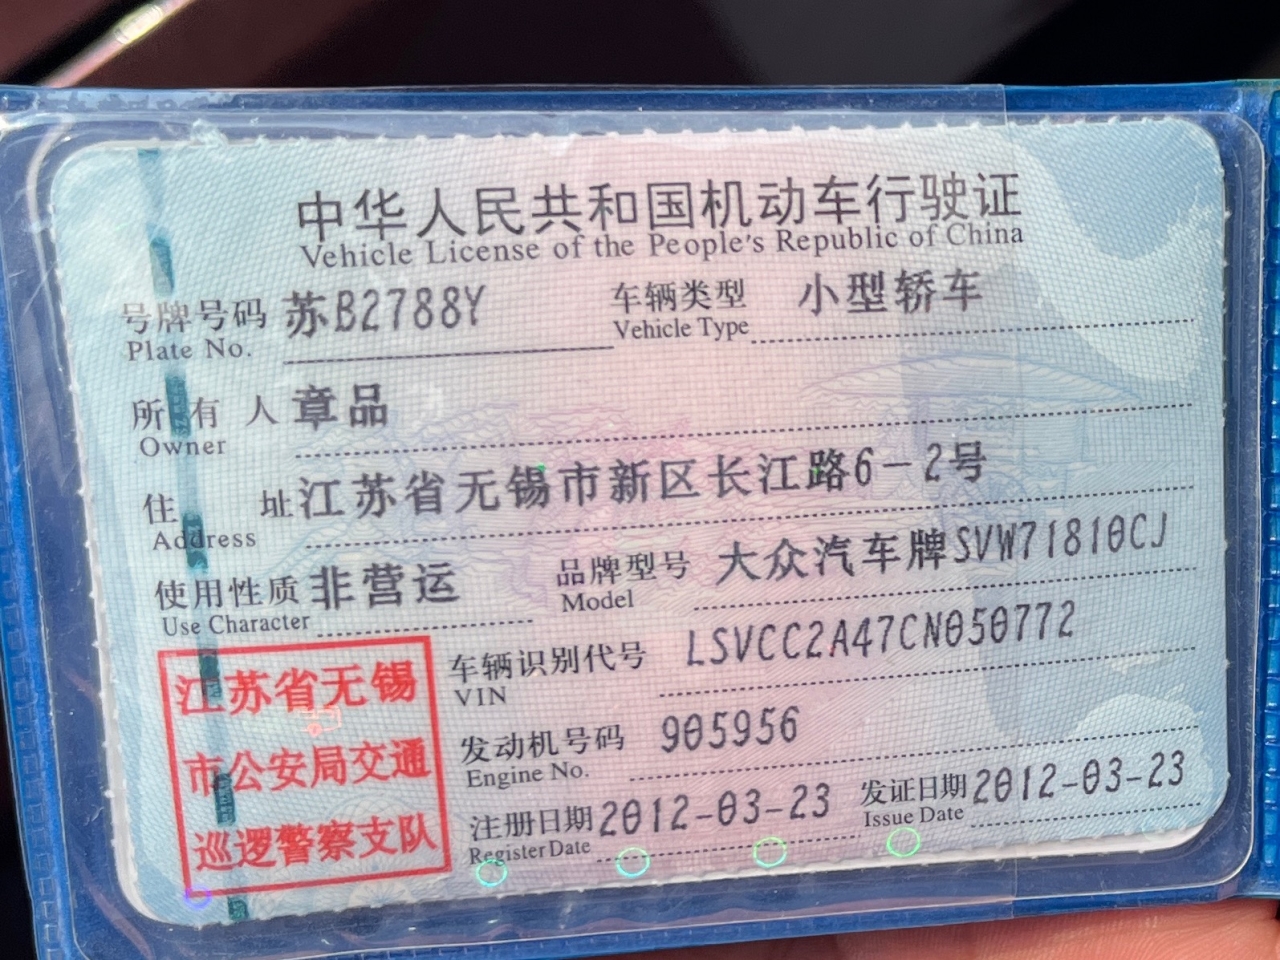 中华人民共和国机动车行驶证
Vehicle License of the People's Republic of China
号牌号码 苏B2788Y 车辆类型 小型轿车
Plate No. Vehicle Type
所有人 章品
Owner
住址 江苏省无锡市新区长江路6-2号
Address
使用性质 非营运 品牌型号 大众汽车牌SVW71810CJ
Use Character Model
江苏省无锡
市公安局交通
巡逻警察支队
车辆识别代号 LSVCC2A47CN050772
VIN
发动机号码 905956
Engine No.
注册日期 2012-03-23 发证日期 2012-03-23
Register Date Issue Date